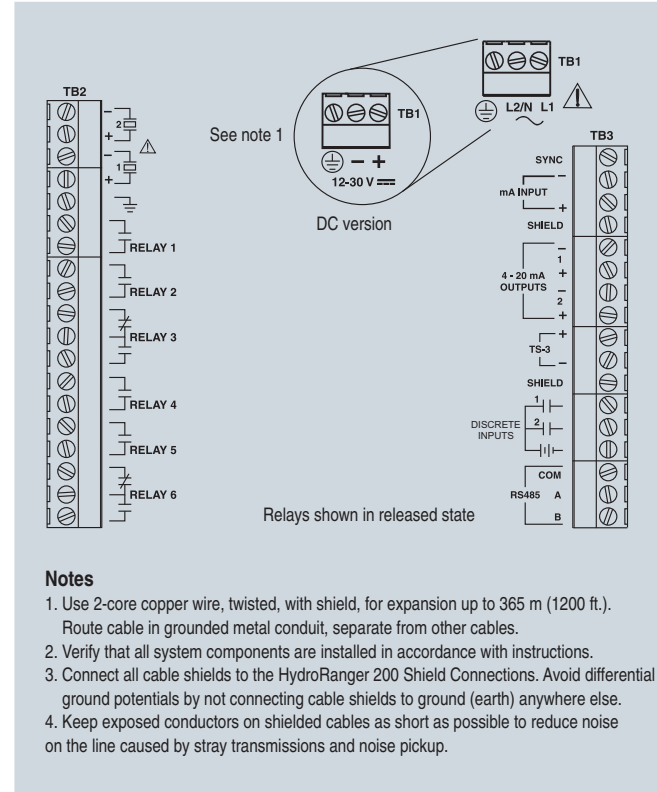 TB1
L2/N L1
TB2
-
2
+
-
1
+
RELAY 1
RELAY 2
RELAY 3
RELAY 4
RELAY 5
RELAY 6
See note 1
TB1
- +
12-30 V
DC version
TB3
SYNC
-
mA INPUT
+
SHIELD
-
1
+
4 - 20 mA
OUTPUTS
-
2
+
+
TS-3
-
SHIELD
1
DISCRETE
INPUTS
2
COM
RS485 A
B
Relays shown in released state
Notes
1. Use 2-core copper wire, twisted, with shield, for expansion up to 365 m (1200 ft.).
Route cable in grounded metal conduit, separate from other cables.
2. Verify that all system components are installed in accordance with instructions.
3. Connect all cable shields to the HydroRanger 200 Shield Connections. Avoid differential
ground potentials by not connecting cable shields to ground (earth) anywhere else.
4. Keep exposed conductors on shielded cables as short as possible to reduce noise
on the line caused by stray transmissions and noise pickup.